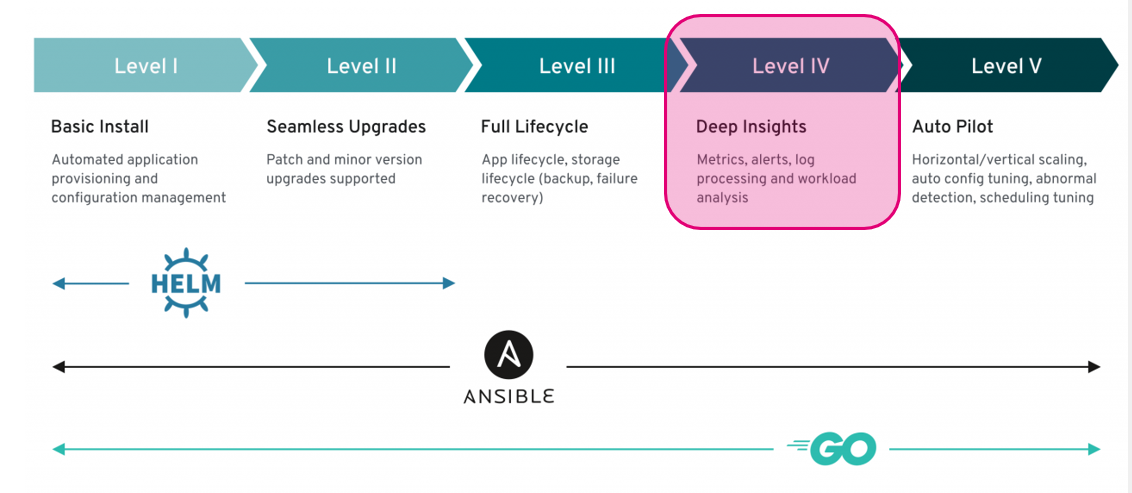 Level I
Level II
Level III
Level IV
Level V
Basic Install
Automated application
provisioning and
configuration management
Seamless Upgrades
Patch and minor version
upgrades supported
Full Lifecycle
App lifecycle, storage
lifecycle (backup, failure
recovery)
Deep Insights
Metrics, alerts, log
processing and workload
analysis
Auto Pilot
Horizontal/vertical scaling,
auto config tuning, abnormal
detection, scheduling tuning
HELM
ANSIBLE
GO